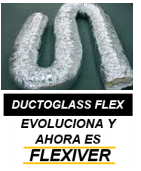 DUCTOGLASS FLEX
EVOLUCIONA Y
AHORA ES
FLEXIVER